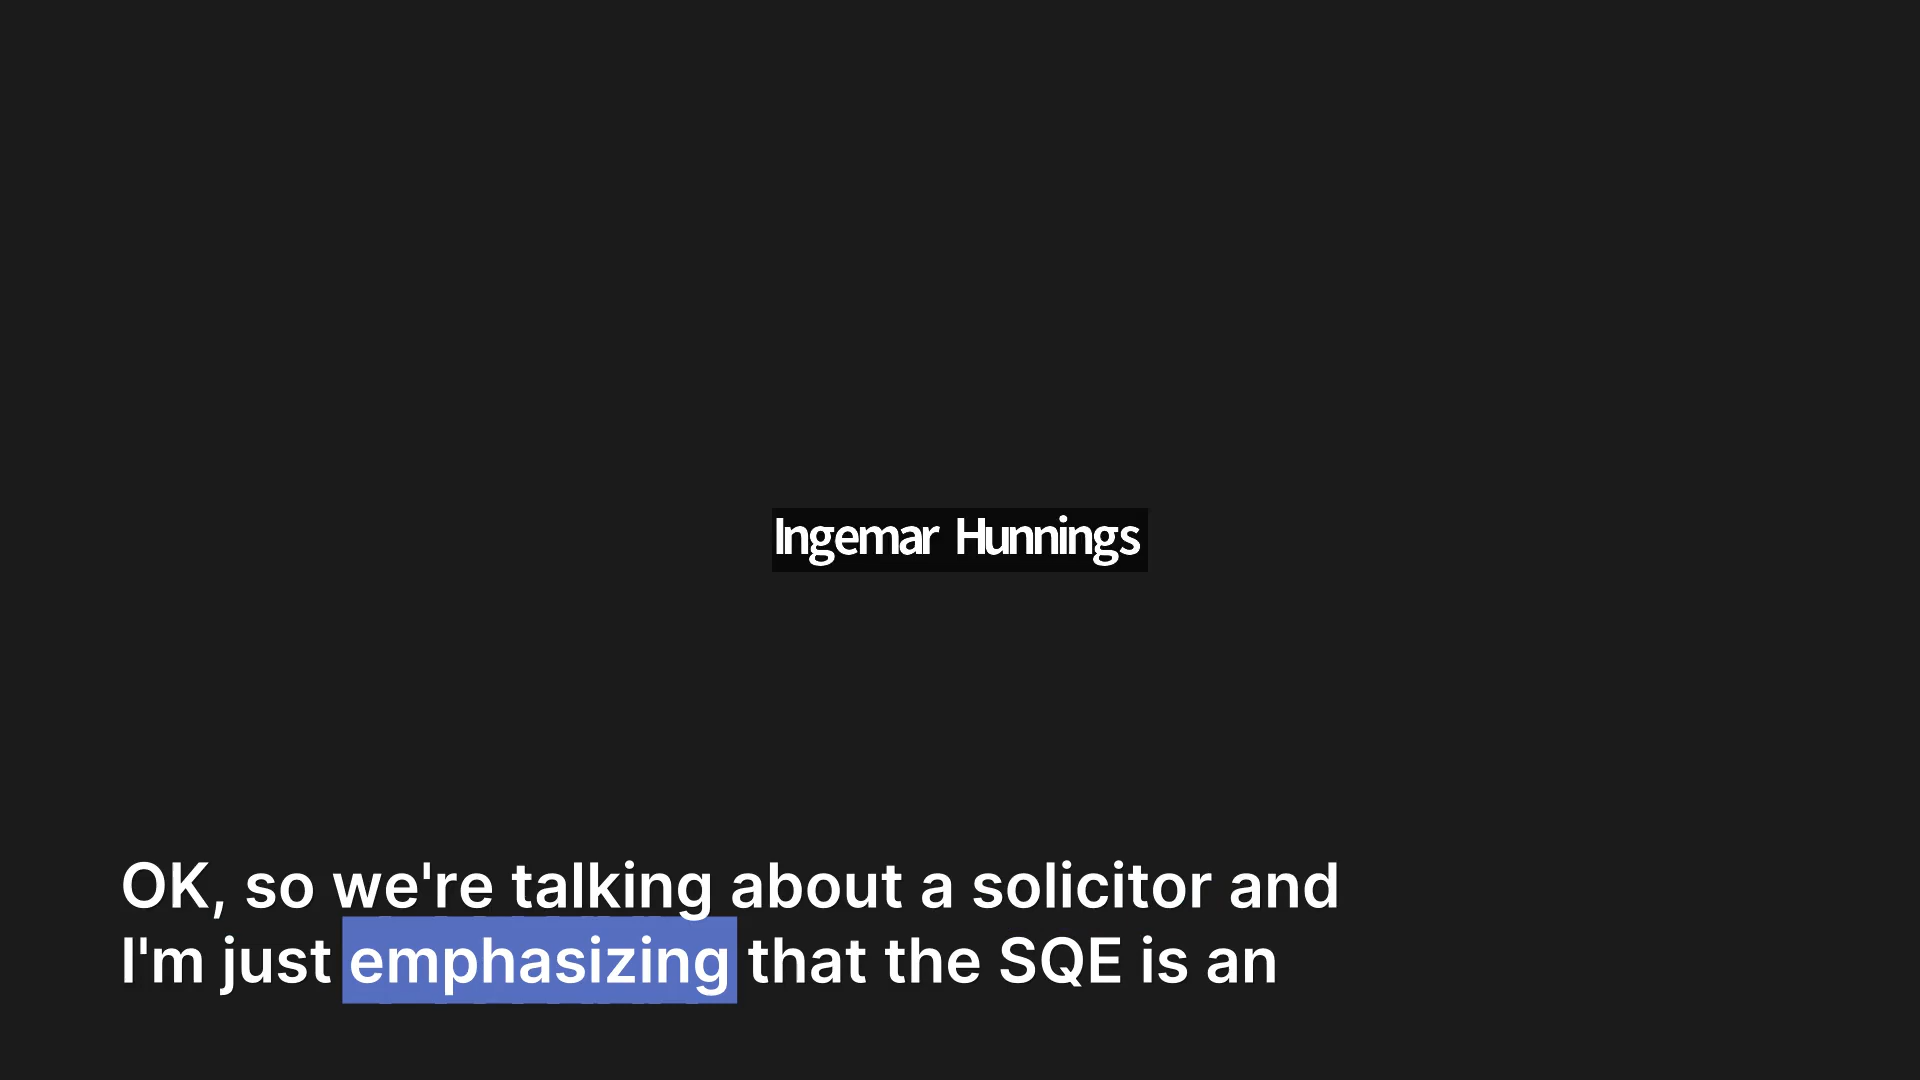 Ingemar Hunnings
OK, so we're talking about a solicitor and
I'm just emphasizing that the SQE is an